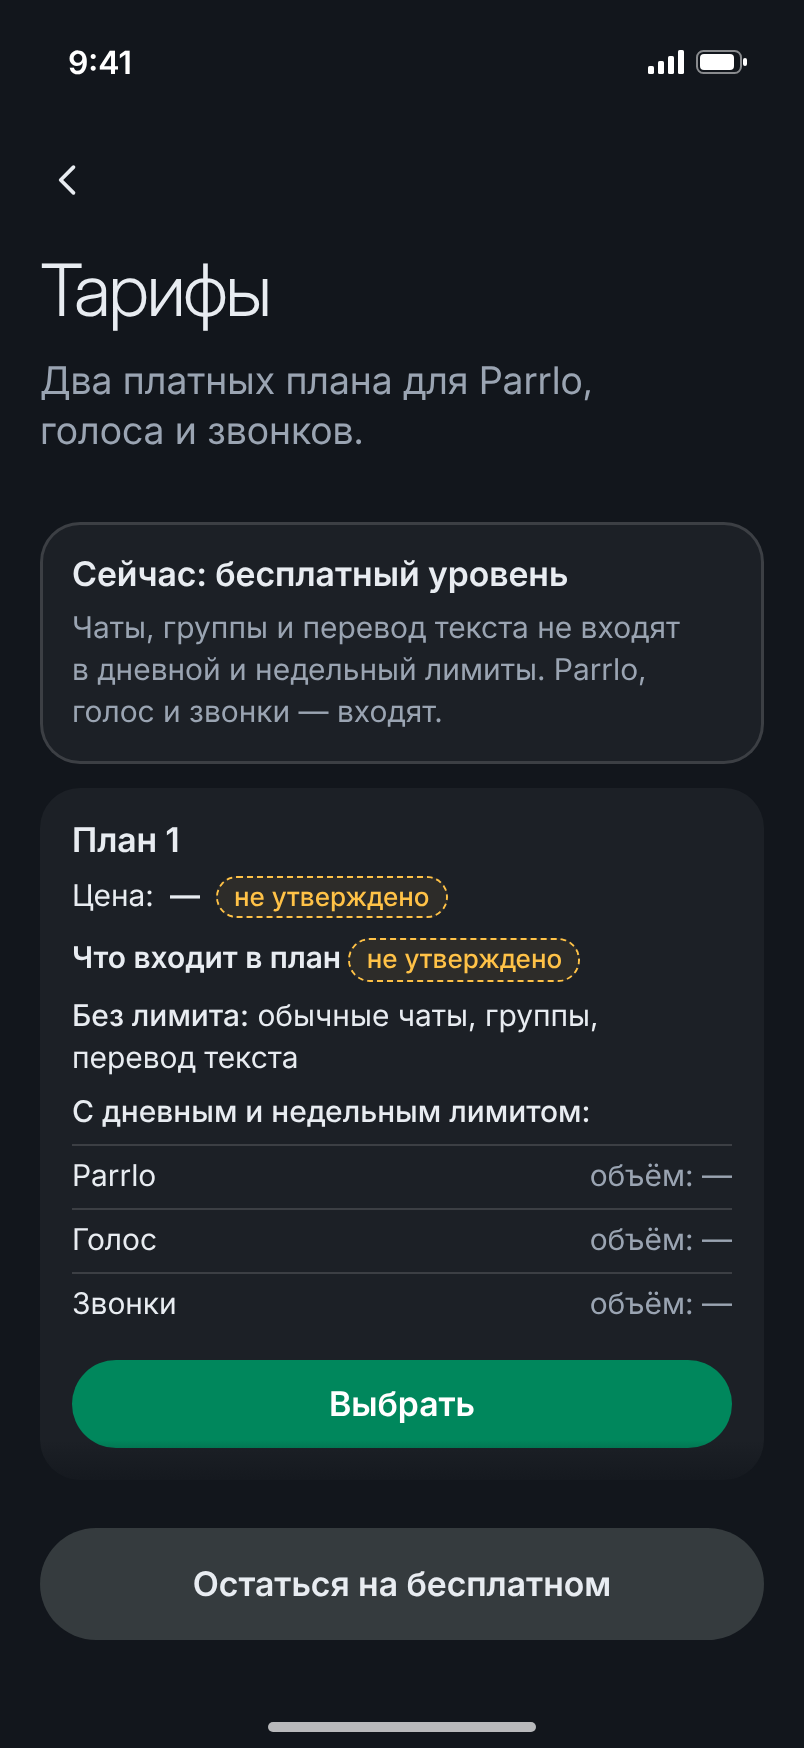 9:41
Тарифы
Два платных плана для Parrlo,
голоса и звонков.
Сейчас: бесплатный уровень
Чаты, группы и перевод текста не входят
в дневной и недельный лимиты. Parrlo,
голос и звонки — входят.
План 1
Цена: — не утверждено
Что входит в план не утверждено
Без лимита: обычные чаты, группы,
перевод текста
С дневным и недельным лимитом:
Parrlo объём: —
Голос объём: —
Звонки объём: —
Выбрать
Остаться на бесплатном